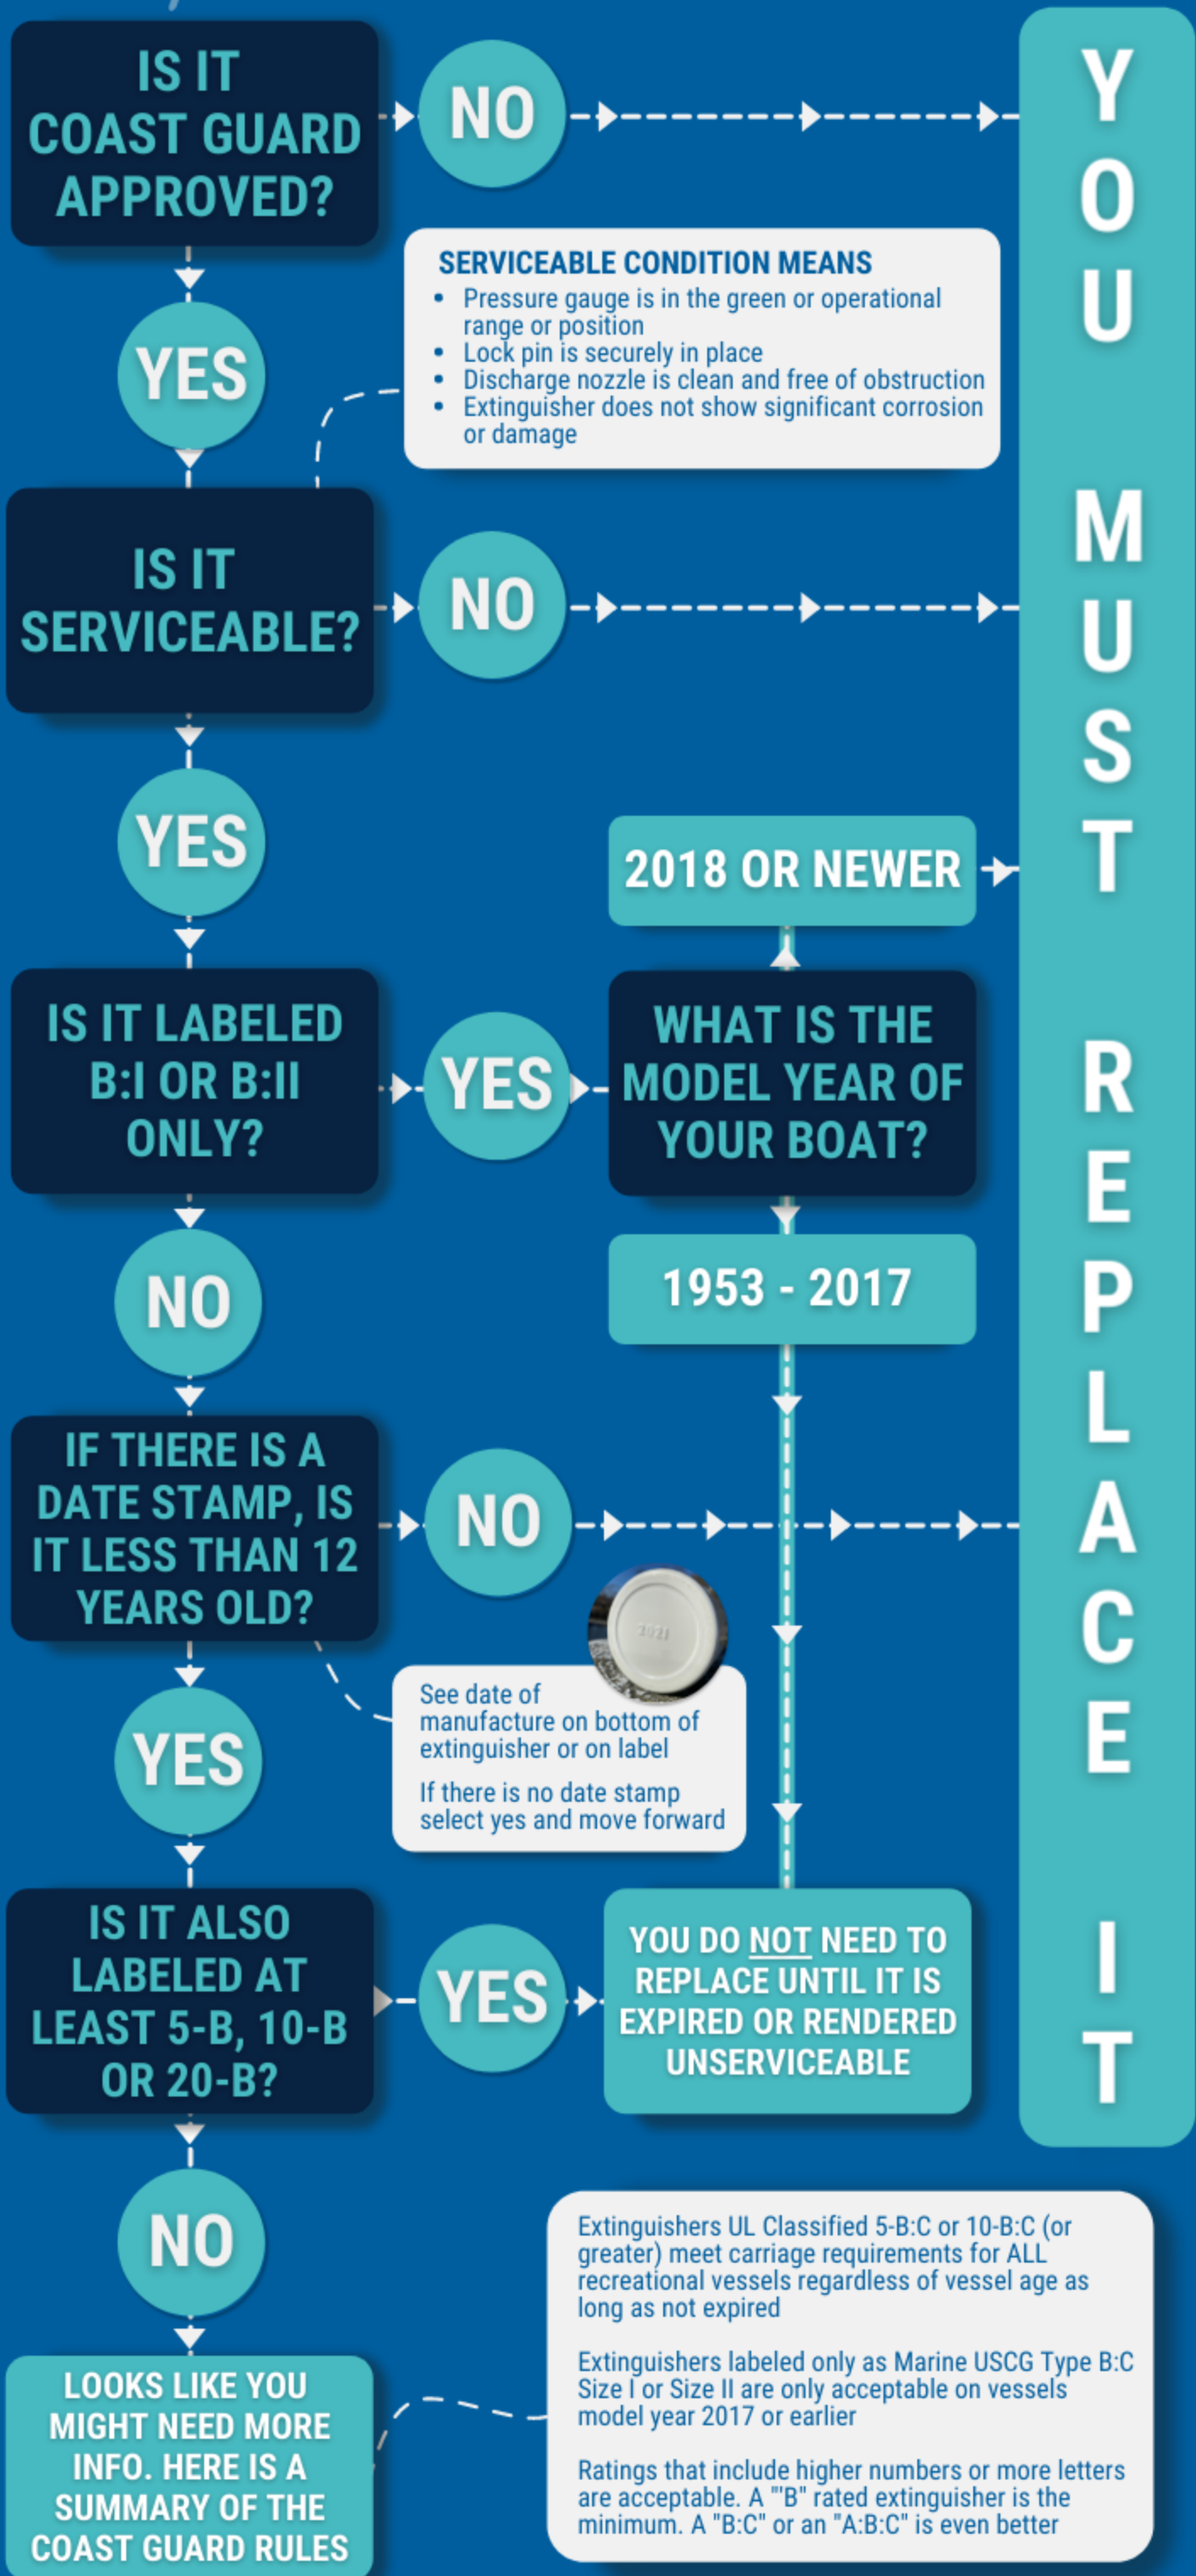 IS IT
COAST GUARD
APPROVED?
NO
YES
SERVICEABLE CONDITION MEANS
• Pressure gauge is in the green or operational
range or position
• Lock pin is securely in place
• Discharge nozzle is clean and free of obstruction
• Extinguisher does not show significant corrosion
or damage
IS IT
SERVICEABLE?
NO
YES
IS IT LABELED
B:I OR B:II
ONLY?
YES
WHAT IS THE
MODEL YEAR OF
YOUR BOAT?
2018 OR NEWER
1953 - 2017
NO
IF THERE IS A
DATE STAMP, IS
IT LESS THAN 12
YEARS OLD?
NO
2021
See date of
manufacture on bottom of
extinguisher or on label
If there is no date stamp
select yes and move forward
YES
IS IT ALSO
LABELED AT
LEAST 5-B, 10-B
OR 20-B?
YES
YOU DO NOT NEED TO
REPLACE UNTIL IT IS
EXPIRED OR RENDERED
UNSERVICEABLE
NO
LOOKS LIKE YOU
MIGHT NEED MORE
INFO. HERE IS A
SUMMARY OF THE
COAST GUARD RULES
Extinguishers UL Classified 5-B:C or 10-B:C (or
greater) meet carriage requirements for ALL
recreational vessels regardless of vessel age as
long as not expired
Extinguishers labeled only as Marine USCG Type B:C
Size I or Size II are only acceptable on vessels
model year 2017 or earlier
Ratings that include higher numbers or more letters
are acceptable. A "'B" rated extinguisher is the
minimum. A "B:C" or an "A:B:C" is even better
YOU MUST REPLACE IT